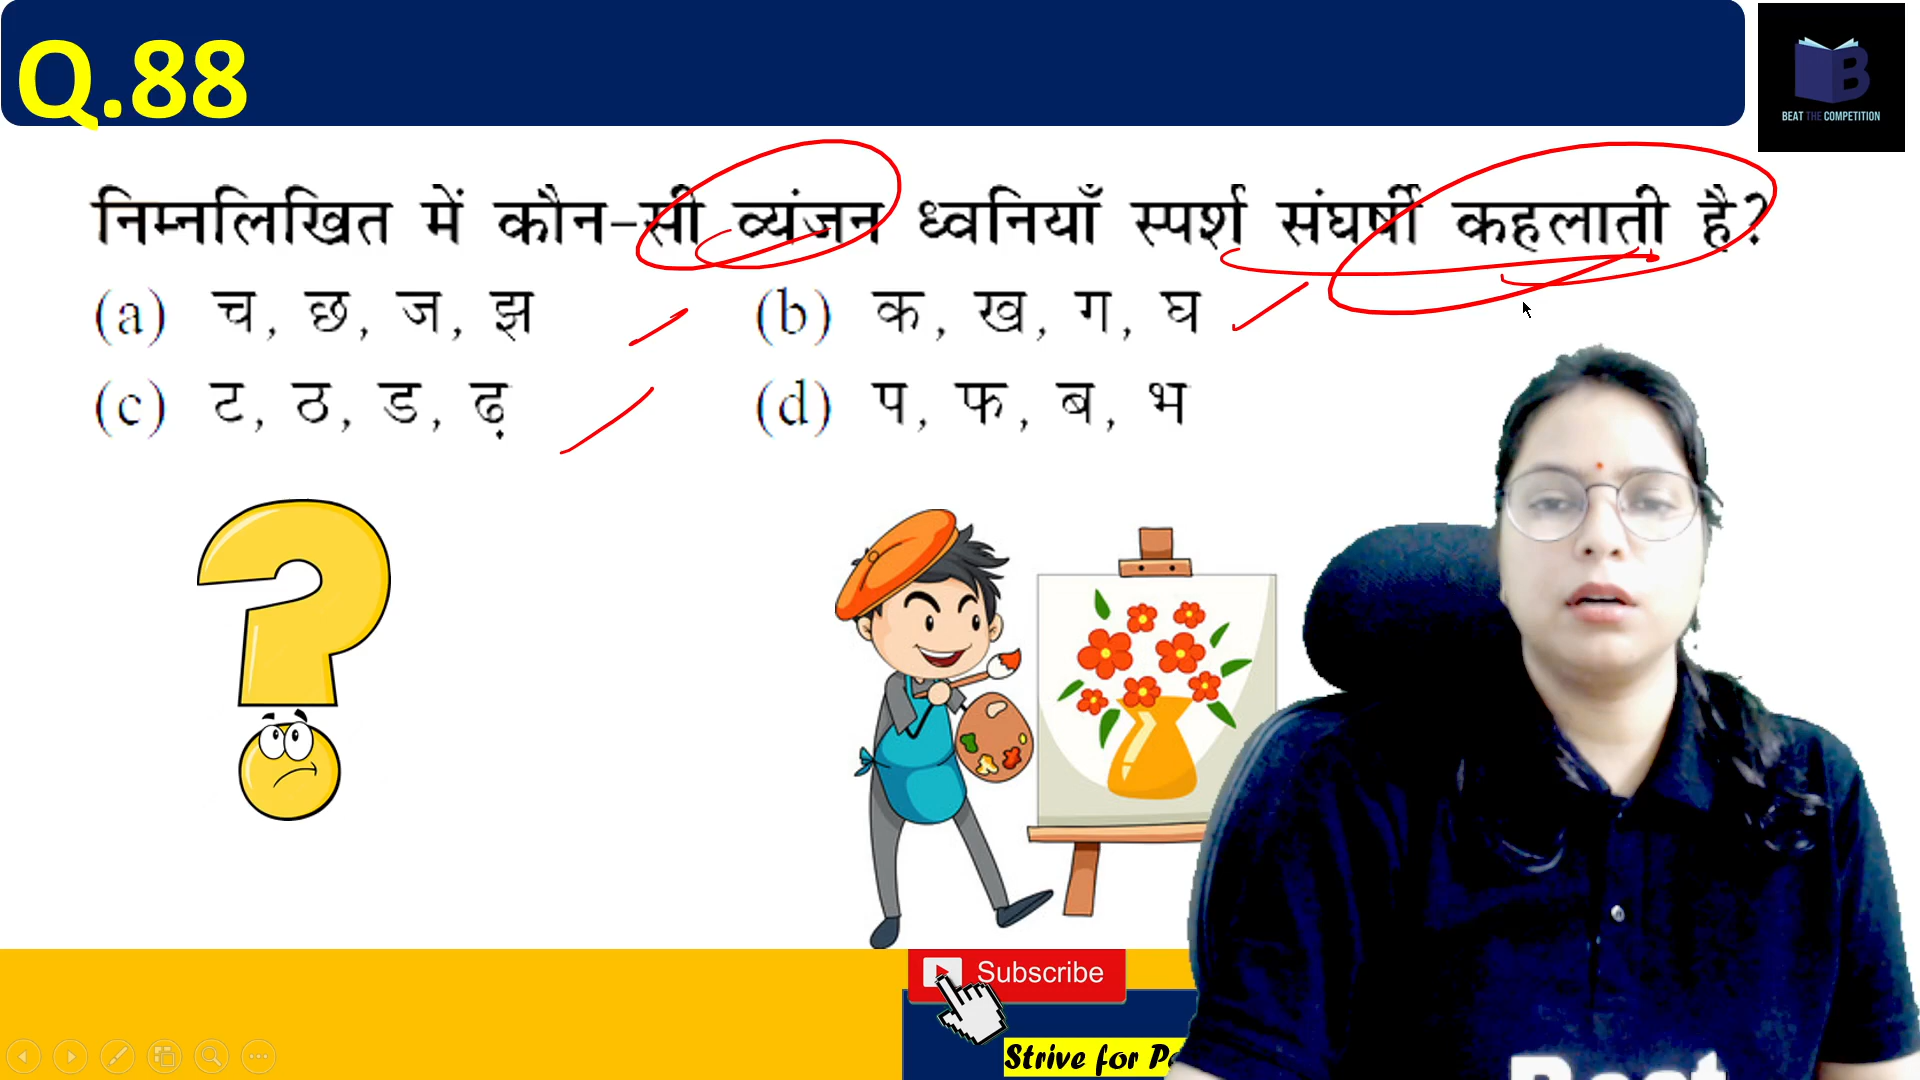 Q.88
BEAT THE COMPETITION
निम्नलिखित में कौन-सी व्यंजन ध्वनियाँ स्पर्श संघर्षी कहलाती है?
(a) च, छ, ज, झ (b) क, ख, ग, घ
(c) ट, ठ, ड, ढ़ (d) प, फ, ब, भ
Subscribe
Strive for